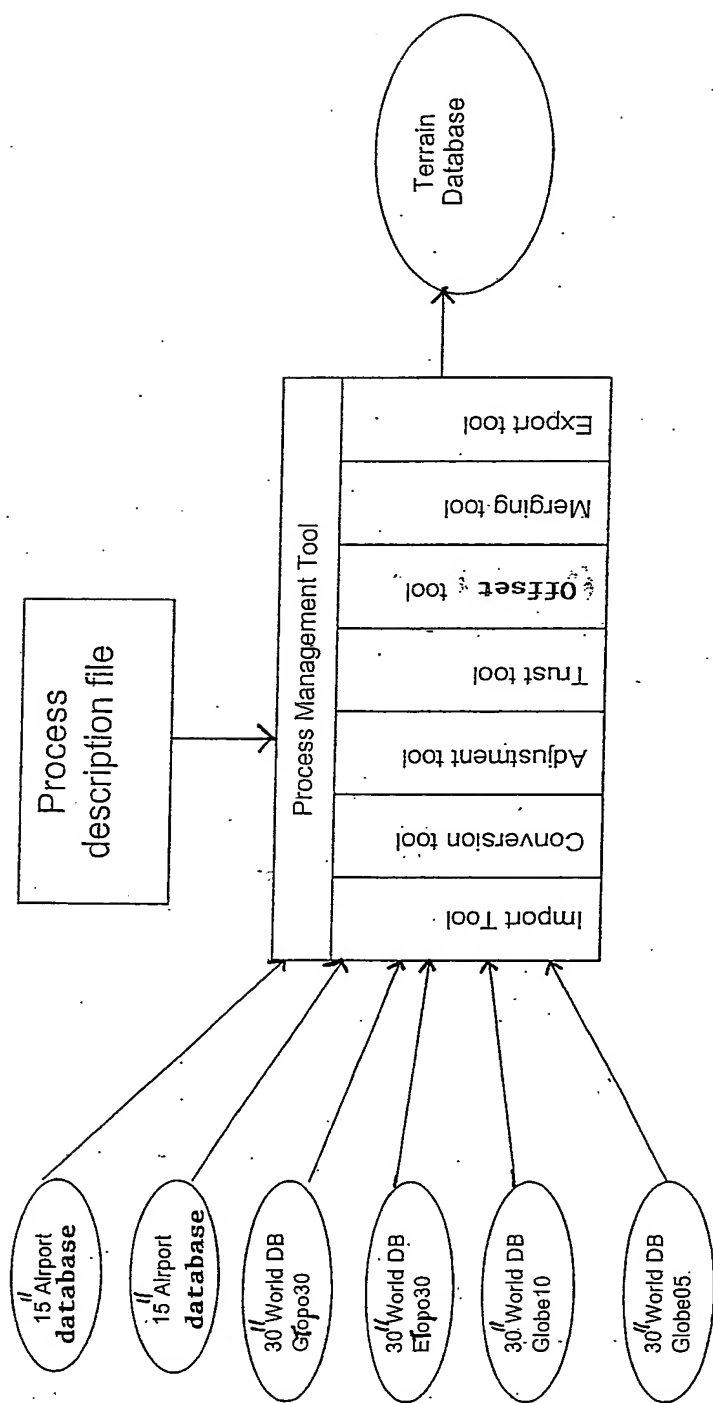 15" Airport
database
15" Airport
database
30" World DB
GTopo30
30" World DB
ETopo30
30" World DB
Globe10
30" World DB
Globe05.
Process
description file
Process Management Tool
Import Tool
Conversion tool
Adjustment tool
Trust tool
Offset tool
Merging tool
Export tool
Terrain
Database